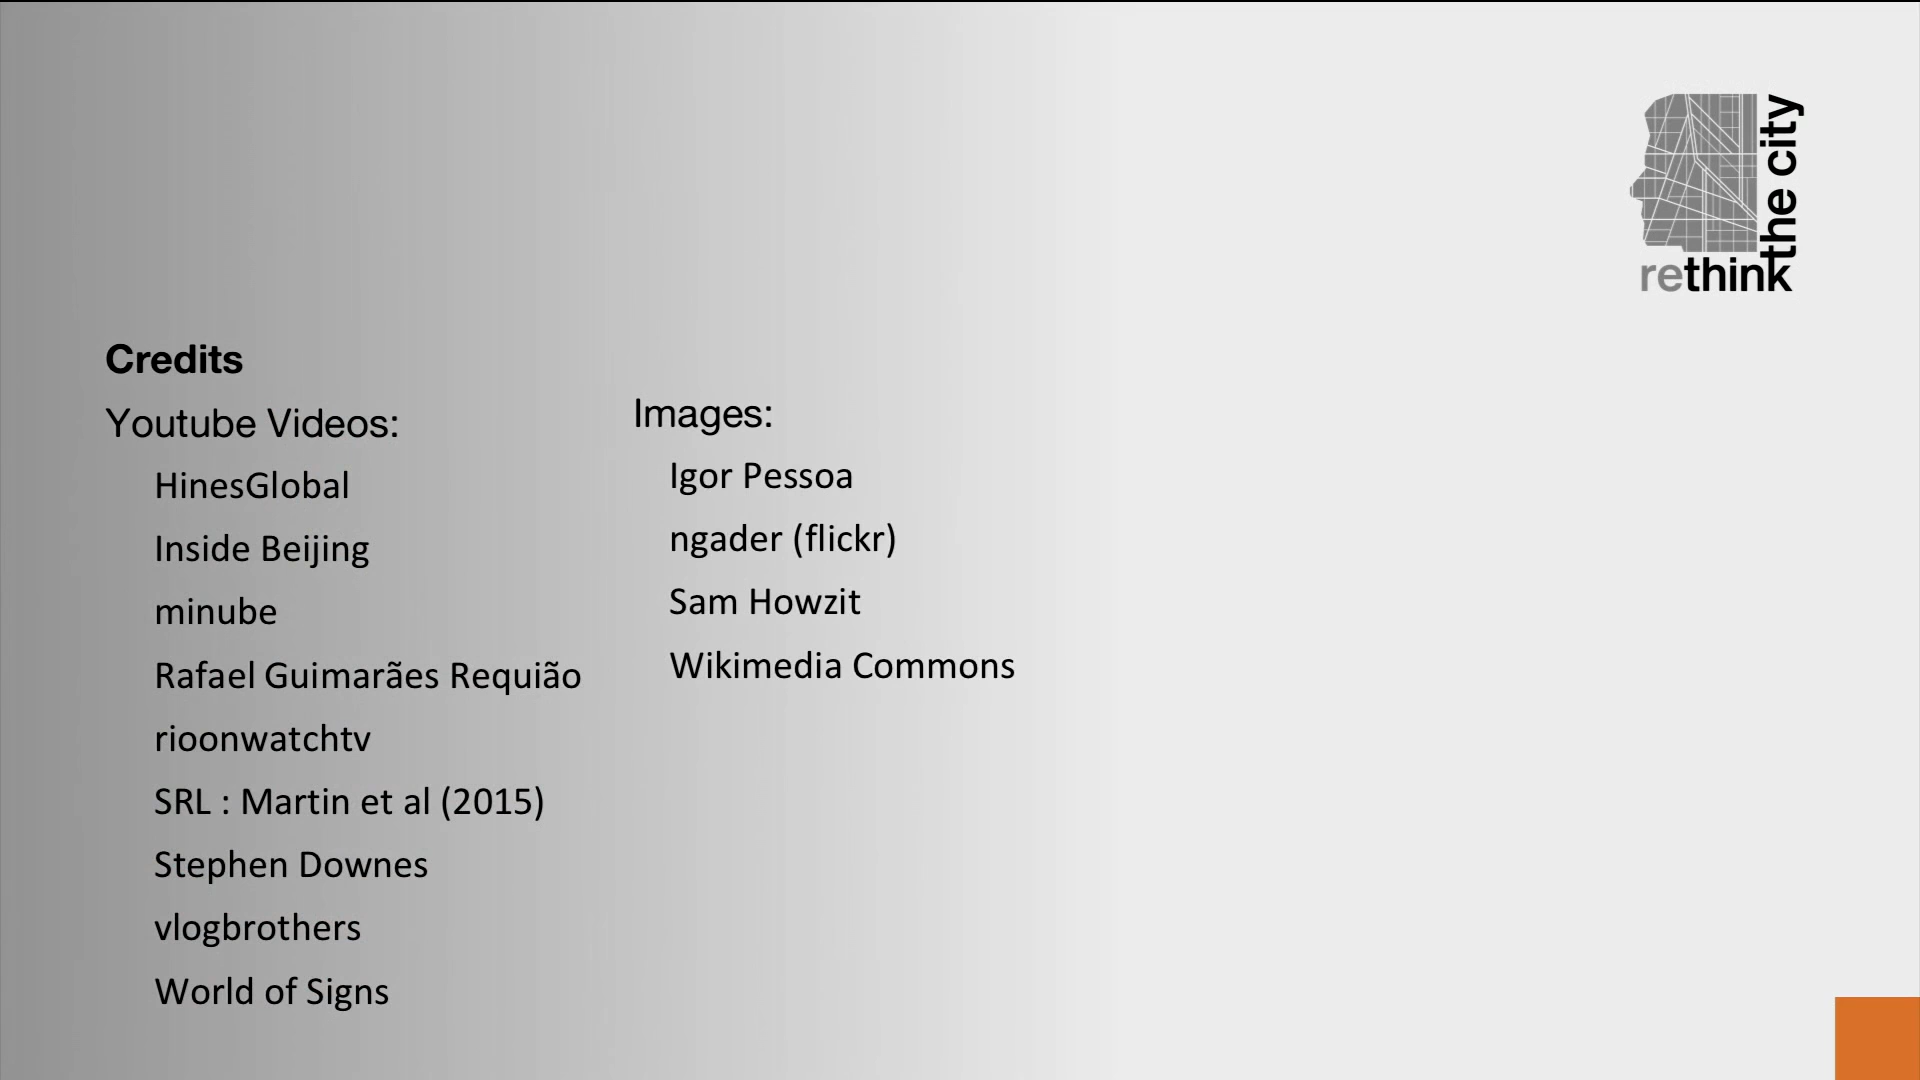 the city
rethink
Credits
Youtube Videos:
HinesGlobal
Inside Beijing
minube
Rafael Guimarães Requião
rioonwatchtv
SRL : Martin et al (2015)
Stephen Downes
vlogbrothers
World of Signs
Images:
Igor Pessoa
ngader (flickr)
Sam Howzit
Wikimedia Commons